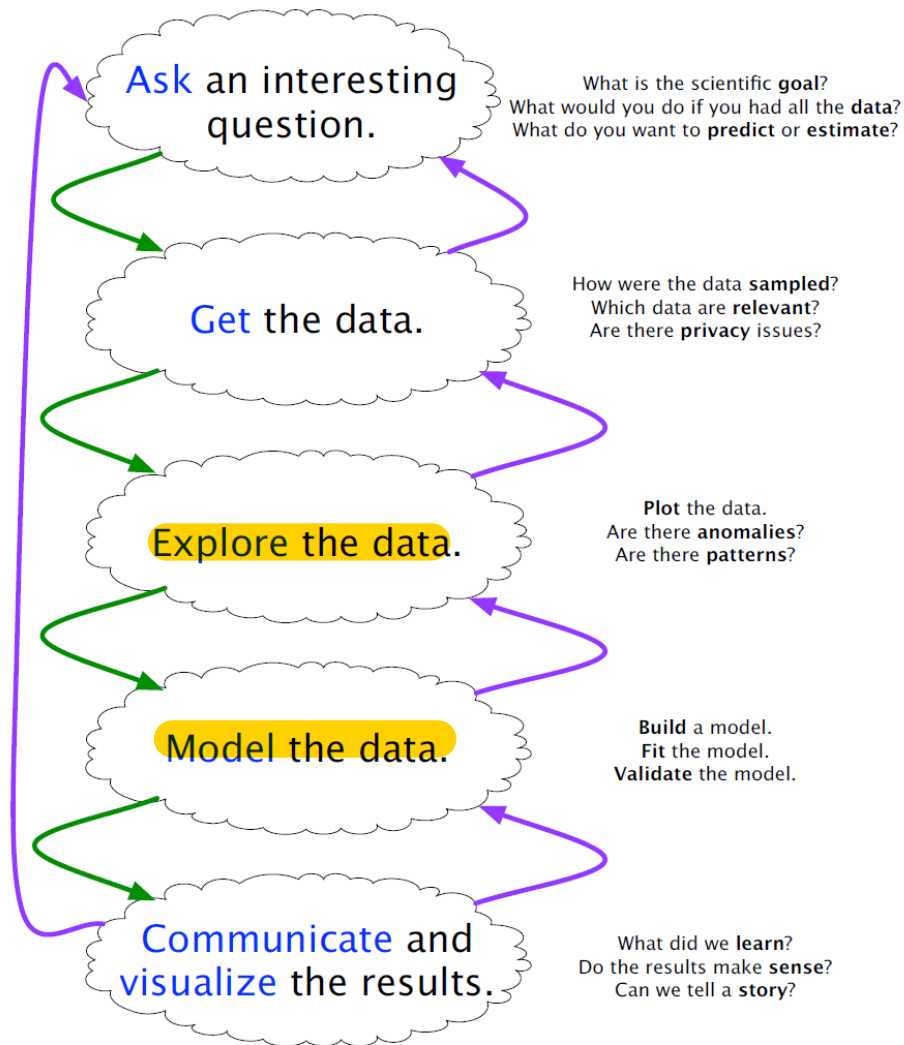 Ask an interesting
question.
What is the scientific goal?
What would you do if you had all the data?
What do you want to predict or estimate?
Get the data.
How were the data sampled?
Which data are relevant?
Are there privacy issues?
Explore the data.
Plot the data.
Are there anomalies?
Are there patterns?
Model the data.
Build a model.
Fit the model.
Validate the model.
Communicate and
visualize the results.
What did we learn?
Do the results make sense?
Can we tell a story?